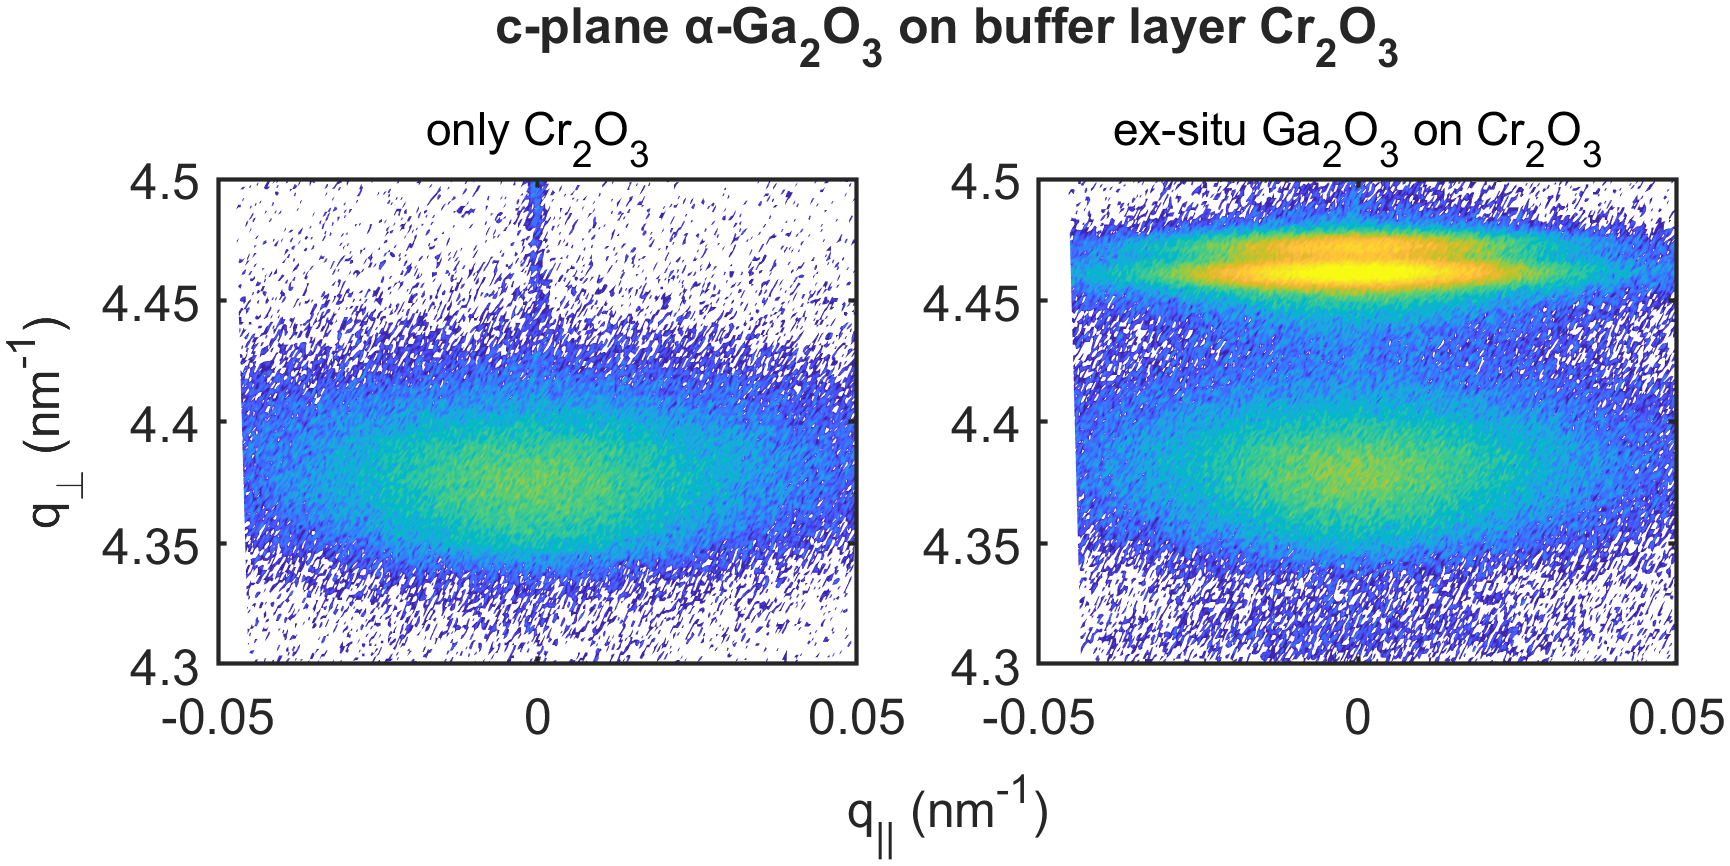 c-plane α-Ga₂O₃ on buffer layer Cr₂O₃
only Cr₂O₃
ex-situ Ga₂O₃ on Cr₂O₃
4.5
4.45
4.4
4.35
4.3
-0.05 0 0.05
4.5
4.45
4.4
4.35
4.3
-0.05 0 0.05
q⊥ (nm⁻¹)
q|| (nm⁻¹)